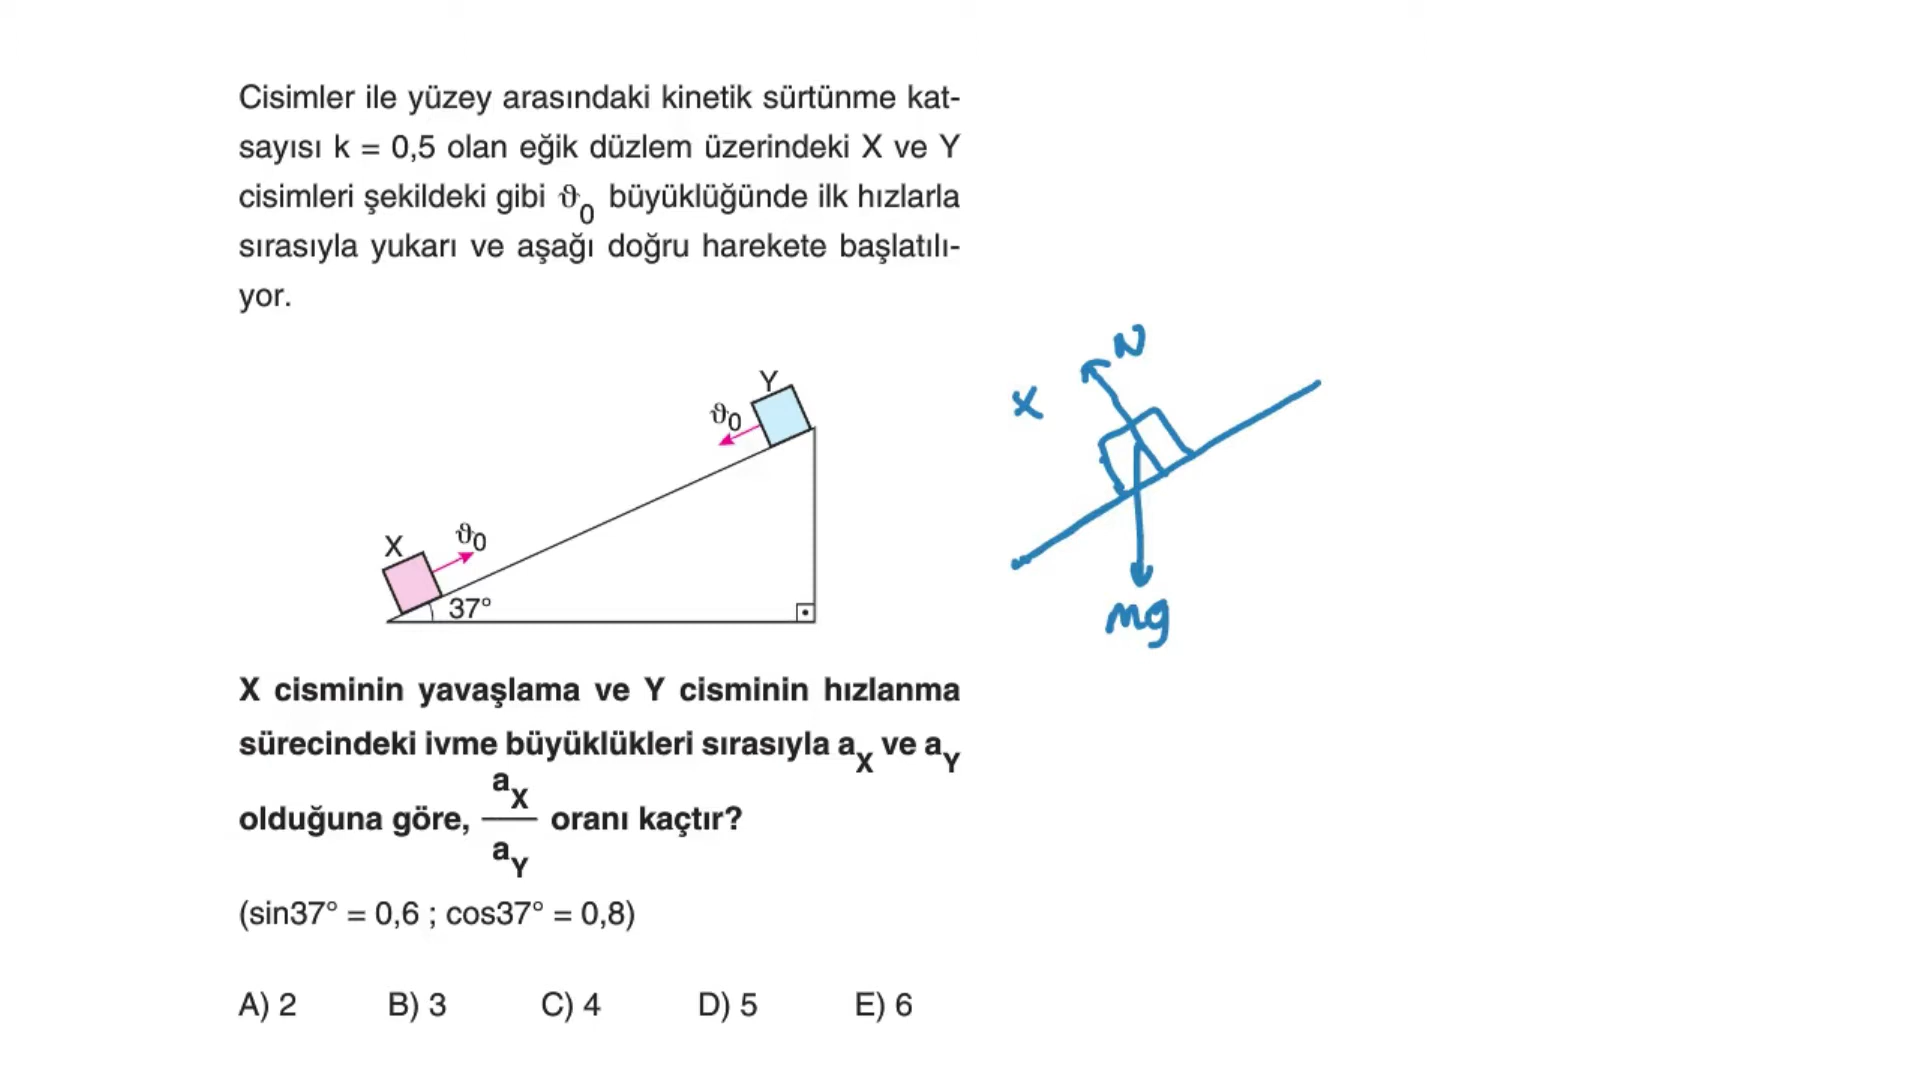 Cisimler ile yüzey arasındaki kinetik sürtünme kat-
sayısı k = 0,5 olan eğik düzlem üzerindeki X ve Y
cisimleri şekildeki gibi ϑ0 büyüklüğünde ilk hızlarla
sırasıyla yukarı ve aşağı doğru harekete başlatılı-
yor.
N
X
Y
ϑ0
X
ϑ0
37°
mg
X cisminin yavaşlama ve Y cisminin hızlanma
sürecindeki ivme büyüklükleri sırasıyla aX ve aY
olduğuna göre, aX/aY oranı kaçtır?
(sin37° = 0,6 ; cos37° = 0,8)
A) 2 B) 3 C) 4 D) 5 E) 6